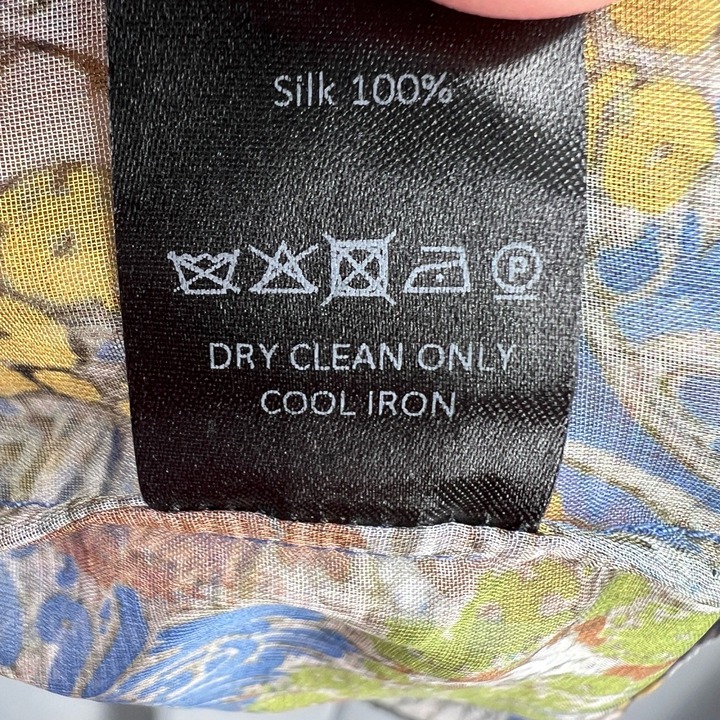 Silk 100%
P
DRY CLEAN ONLY
COOL IRON